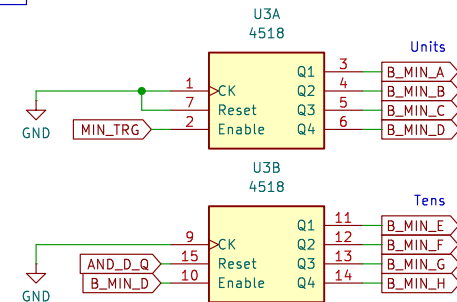 U3A
4518
Units
1 CK Q1 3 B_MIN_A
7 Reset Q2 4 B_MIN_B
Q3 5 B_MIN_C
GND MIN_TRG 2 Enable Q4 6 B_MIN_D
U3B
4518
Tens
Q1 11 B_MIN_E
9 CK Q2 12 B_MIN_F
AND_D_Q 15 Reset Q3 13 B_MIN_G
GND B_MIN_D 10 Enable Q4 14 B_MIN_H